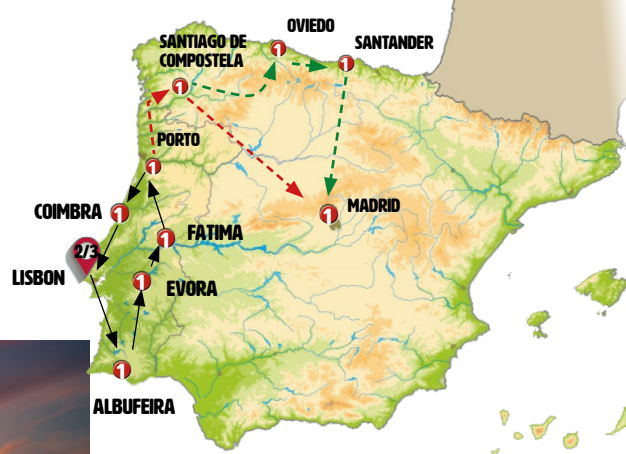 OVIEDO
1
SANTANDER
1
SANTIAGO DE
COMPOSTELA
1
PORTO
1
COIMBRA
1
MADRID
1
FATIMA
1
2/3
LISBON
EVORA
1
1
ALBUFEIRA